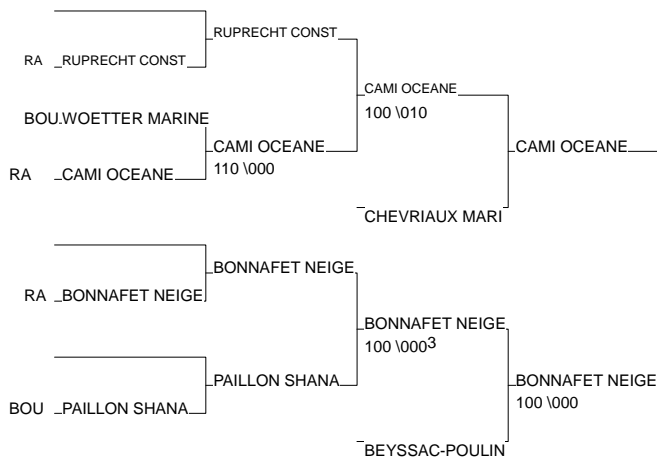 RUPRECHT CONST
RA RUPRECHT CONST
CAMI OCEANE
100 \010
BOU.WOETTER MARINE
CAMI OCEANE
110 \000
CAMI OCEANE
RA CAMI OCEANE
CHEVRIAUX MARI
BONNAFET NEIGE
RA BONNAFET NEIGE
BONNAFET NEIGE
100 \0003
PAILLON SHANA
BONNAFET NEIGE
100 \000
BOU PAILLON SHANA
BEYSSAC-POULIN